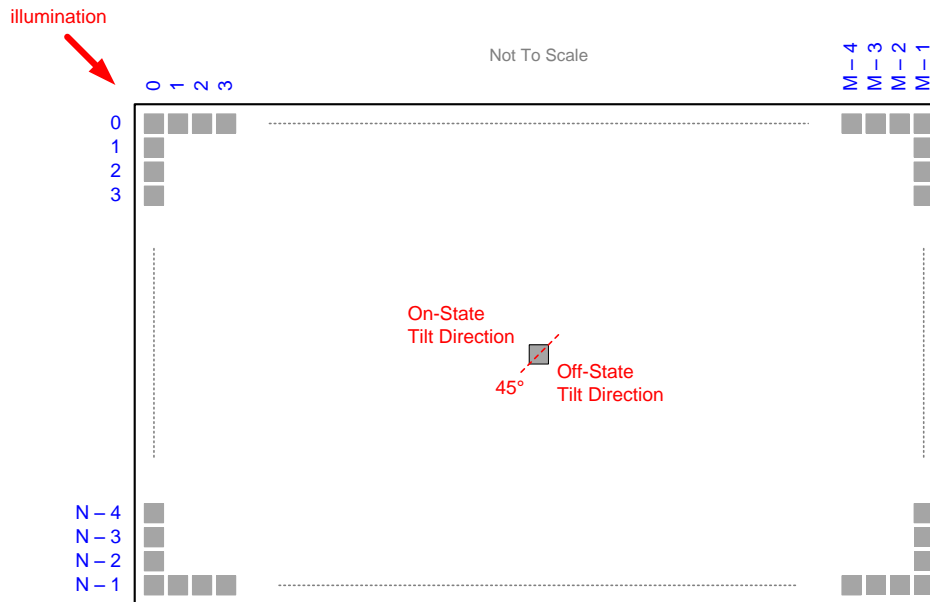 illumination
Not To Scale
0 1 2 3
M – 4 M – 3 M – 2 M – 1
0
1
2
3
On-State
Tilt Direction
45°
Off-State
Tilt Direction
N – 4
N – 3
N – 2
N – 1